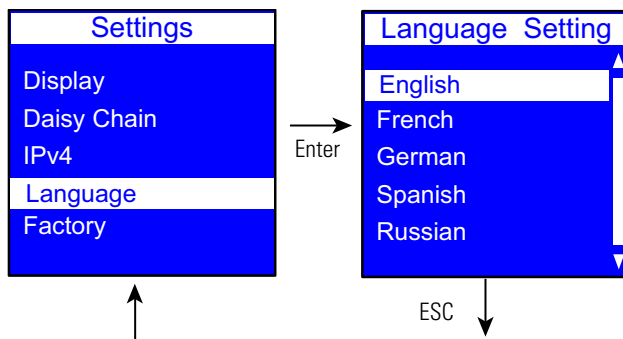 Settings
Display
Daisy Chain
IPv4
Language
Factory
Enter
Language Setting
English
French
German
Spanish
Russian
ESC